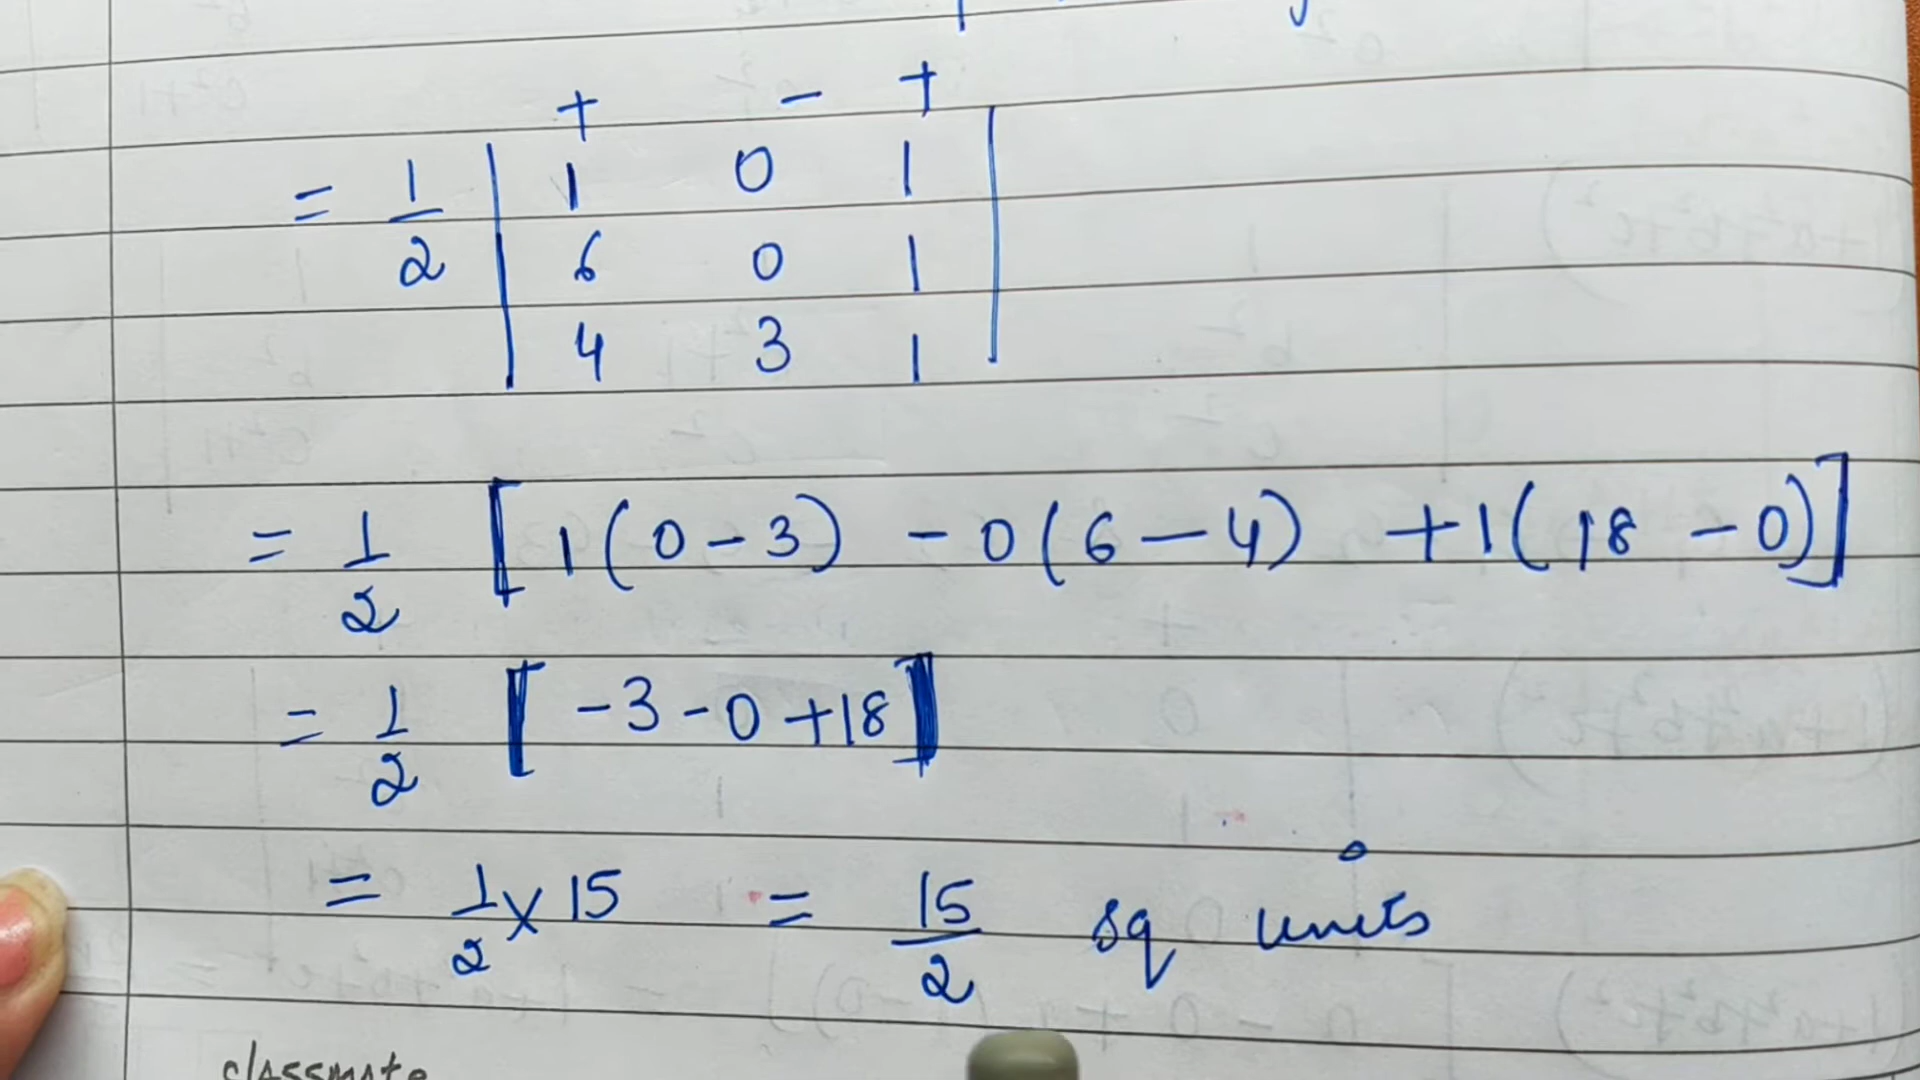 + - +
= 1/2 | 1 0 1 |
| 6 0 1 |
| 4 3 1 |
= 1/2 [ 1 ( 0 - 3 ) - 0 ( 6 - 4 ) + 1 ( 18 - 0 ) ]
= 1/2 [ - 3 - 0 + 18 ]
= 1/2 × 15 = 15/2 sq units
classmate